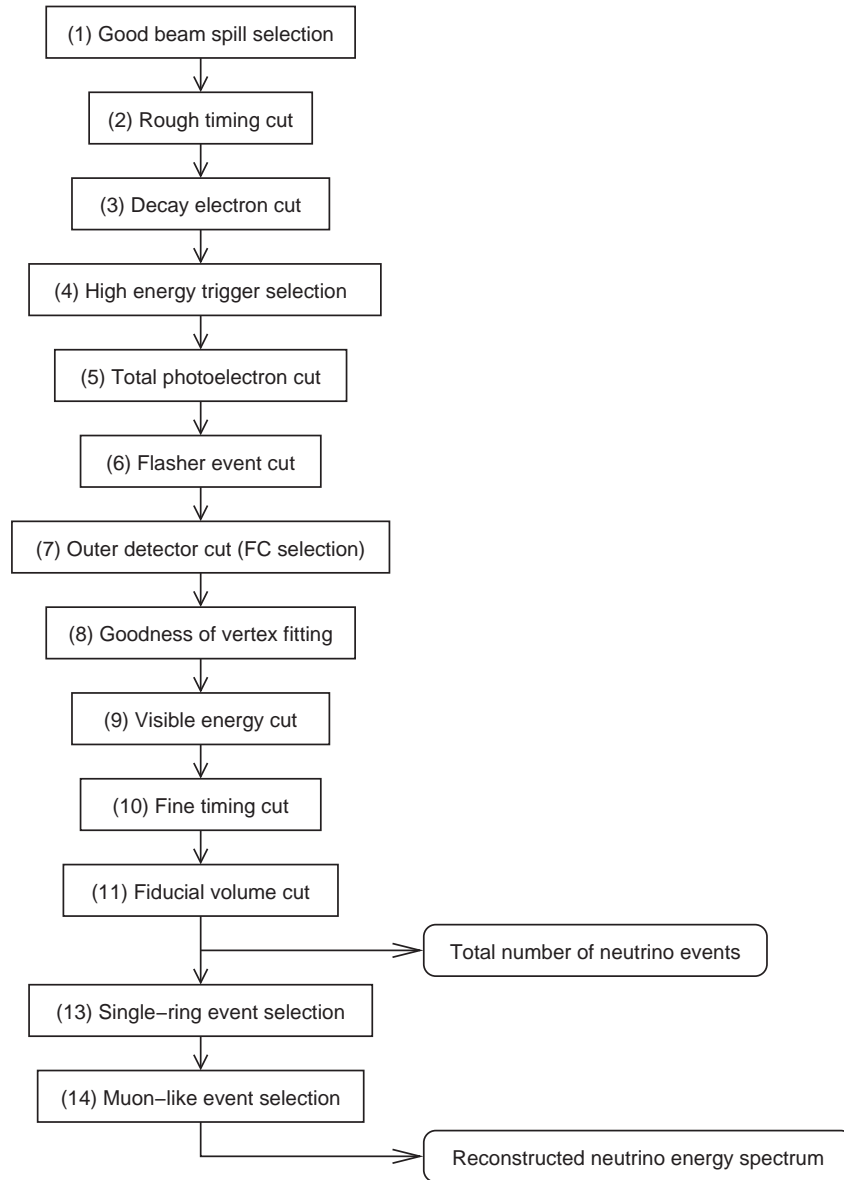 (1) Good beam spill selection
(2) Rough timing cut
(3) Decay electron cut
(4) High energy trigger selection
(5) Total photoelectron cut
(6) Flasher event cut
(7) Outer detector cut (FC selection)
(8) Goodness of vertex fitting
(9) Visible energy cut
(10) Fine timing cut
(11) Fiducial volume cut
Total number of neutrino events
(13) Single−ring event selection
(14) Muon−like event selection
Reconstructed neutrino energy spectrum